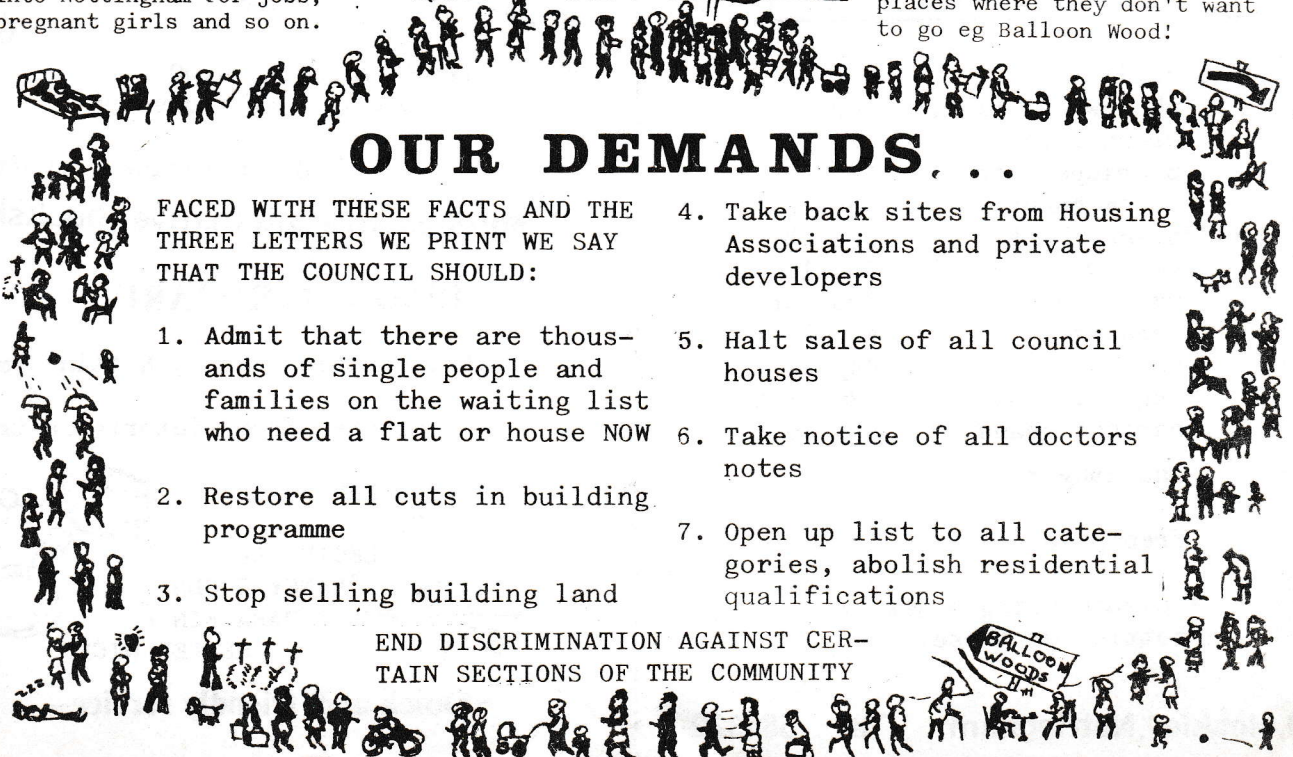 into Nottingham for jobs,
pregnant girls and so on.
places where they don't want
to go eg Balloon Wood!
OUR DEMANDS...
FACED WITH THESE FACTS AND THE
THREE LETTERS WE PRINT WE SAY
THAT THE COUNCIL SHOULD:
1. Admit that there are thous-
ands of single people and
families on the waiting list
who need a flat or house NOW
2. Restore all cuts in building
programme
3. Stop selling building land
4. Take back sites from Housing
Associations and private
developers
5. Halt sales of all council
houses
6. Take notice of all doctors
notes
7. Open up list to all cate-
gories, abolish residential
qualifications
END DISCRIMINATION AGAINST CER-
TAIN SECTIONS OF THE COMMUNITY
BALLOON
WOODS